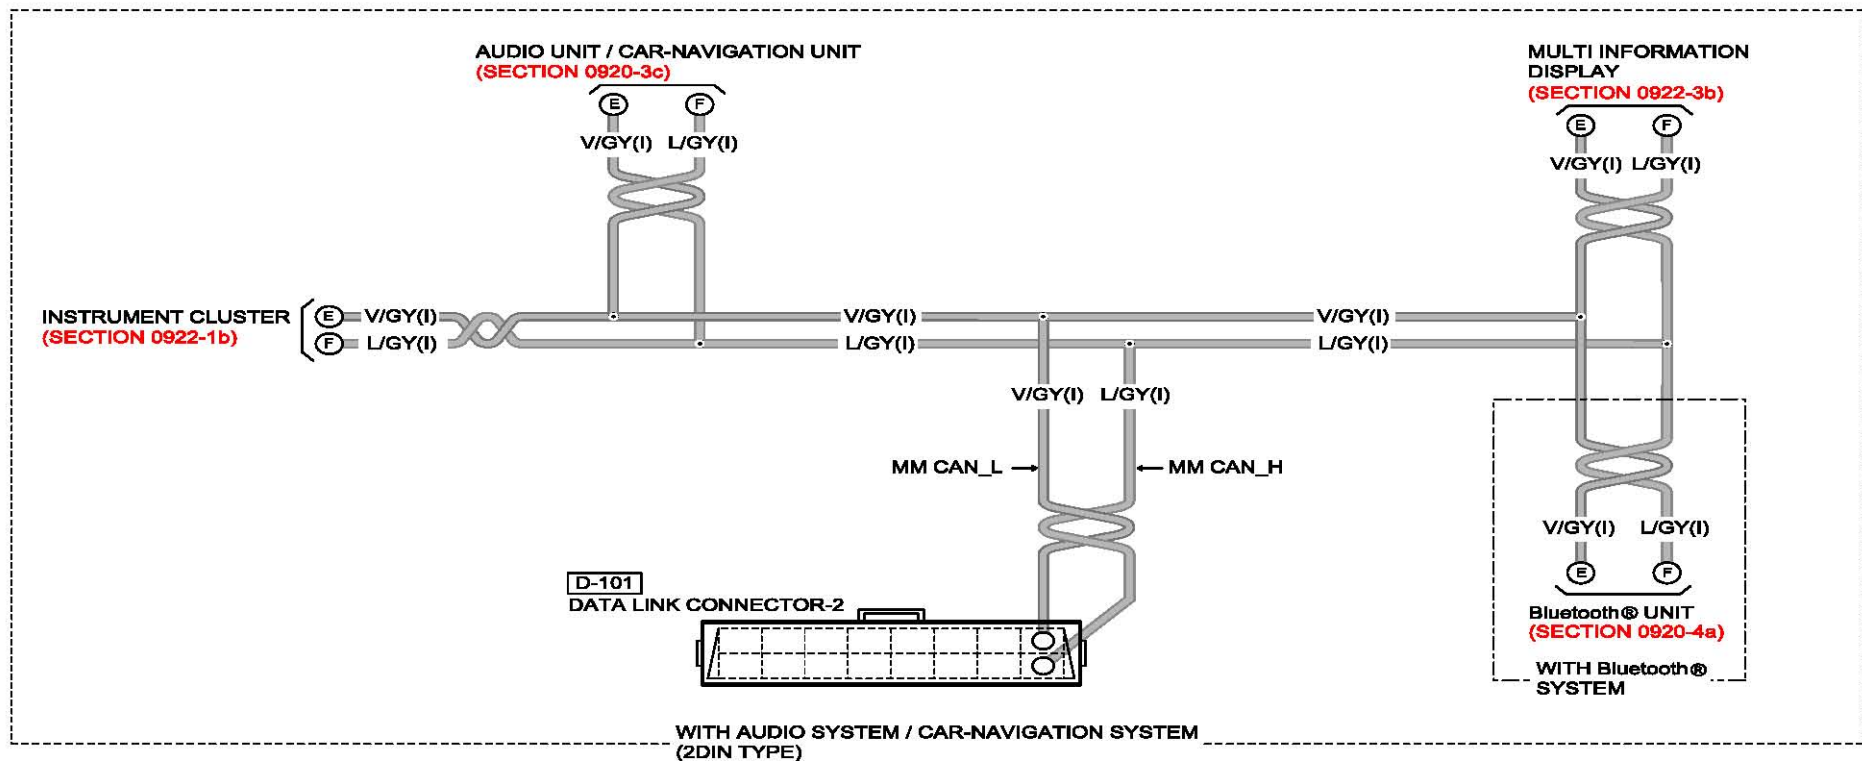 AUDIO UNIT / CAR-NAVIGATION UNIT
(SECTION 0920-3c)
E F
V/GY(I) L/GY(I)
MULTI INFORMATION
DISPLAY
(SECTION 0922-3b)
E F
V/GY(I) L/GY(I)
INSTRUMENT CLUSTER
(SECTION 0922-1b)
E V/GY(I) V/GY(I) V/GY(I)
F L/GY(I) L/GY(I) L/GY(I)
V/GY(I) L/GY(I)
MM CAN_L MM CAN_H
V/GY(I) L/GY(I)
E F
Bluetooth® UNIT
(SECTION 0920-4a)
WITH Bluetooth®
SYSTEM
D-101
DATA LINK CONNECTOR-2
WITH AUDIO SYSTEM / CAR-NAVIGATION SYSTEM
(2DIN TYPE)